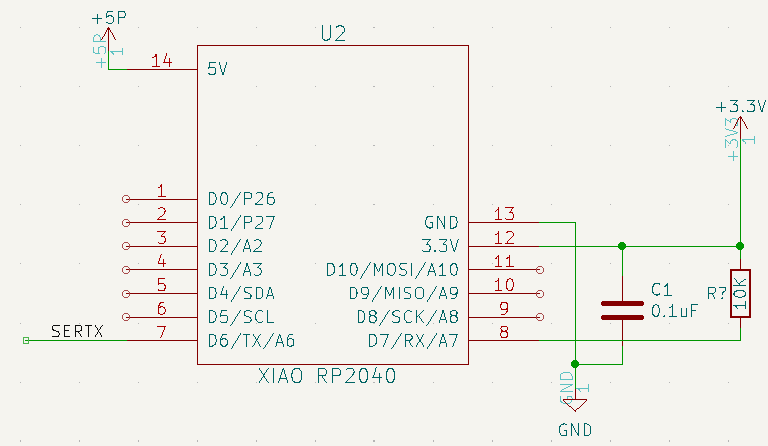 +5P
+5P
1
U2
14
5V
1
D0/P26
2
D1/P27
3
D2/A2
4
D3/A3
5
D4/SDA
6
D5/SCL
7
D6/TX/A6
SERTX
GND
13
3.3V
12
D10/MOSI/A10
11
D9/MISO/A9
10
D8/SCK/A8
9
D7/RX/A7
8
XIAO RP2040
+3.3V
+3V3
1
C1
0.1uF
R?
10K
GND
1
GND